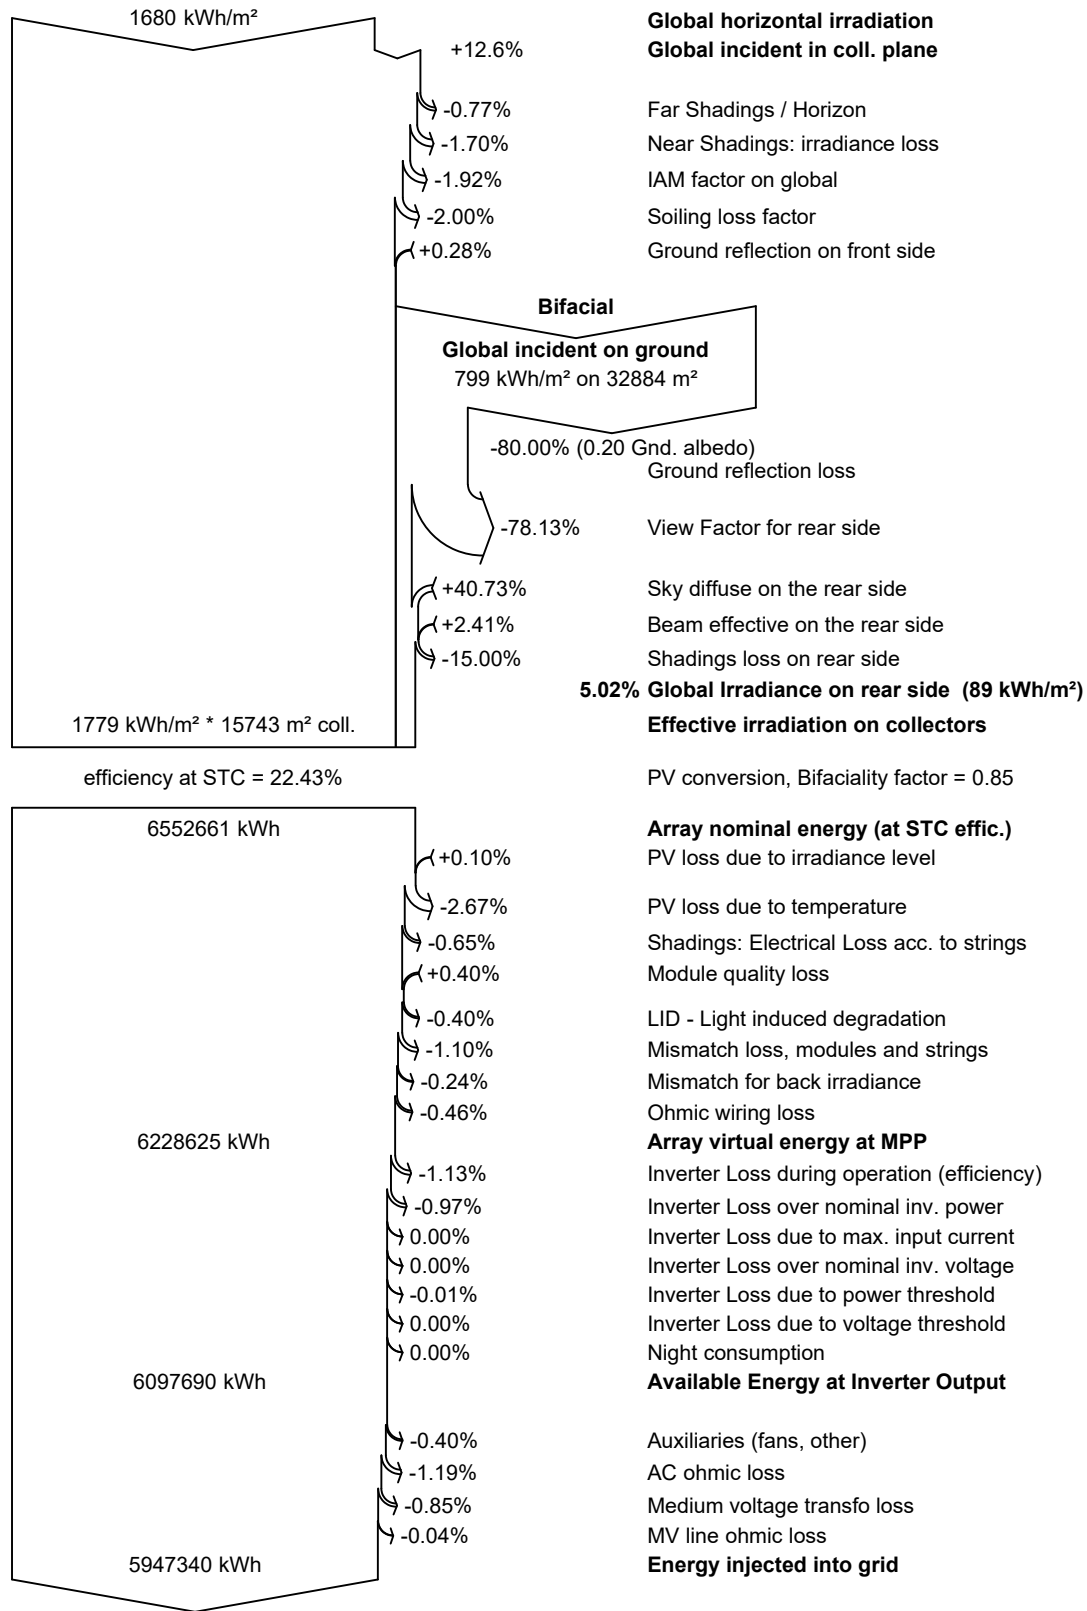 1680 kWh/m² Global horizontal irradiation
+12.6% Global incident in coll. plane
-0.77% Far Shadings / Horizon
-1.70% Near Shadings: irradiance loss
-1.92% IAM factor on global
-2.00% Soiling loss factor
+0.28% Ground reflection on front side
Bifacial
Global incident on ground
799 kWh/m² on 32884 m²
-80.00% (0.20 Gnd. albedo)
Ground reflection loss
-78.13% View Factor for rear side
+40.73% Sky diffuse on the rear side
+2.41% Beam effective on the rear side
-15.00% Shadings loss on rear side
5.02% Global Irradiance on rear side (89 kWh/m²)
1779 kWh/m² * 15743 m² coll. Effective irradiation on collectors
efficiency at STC = 22.43% PV conversion, Bifaciality factor = 0.85
6552661 kWh Array nominal energy (at STC effic.)
+0.10% PV loss due to irradiance level
-2.67% PV loss due to temperature
-0.65% Shadings: Electrical Loss acc. to strings
+0.40% Module quality loss
-0.40% LID - Light induced degradation
-1.10% Mismatch loss, modules and strings
-0.24% Mismatch for back irradiance
-0.46% Ohmic wiring loss
6228625 kWh Array virtual energy at MPP
-1.13% Inverter Loss during operation (efficiency)
-0.97% Inverter Loss over nominal inv. power
0.00% Inverter Loss due to max. input current
0.00% Inverter Loss over nominal inv. voltage
-0.01% Inverter Loss due to power threshold
0.00% Inverter Loss due to voltage threshold
0.00% Night consumption
6097690 kWh Available Energy at Inverter Output
-0.40% Auxiliaries (fans, other)
-1.19% AC ohmic loss
-0.85% Medium voltage transfo loss
-0.04% MV line ohmic loss
5947340 kWh Energy injected into grid